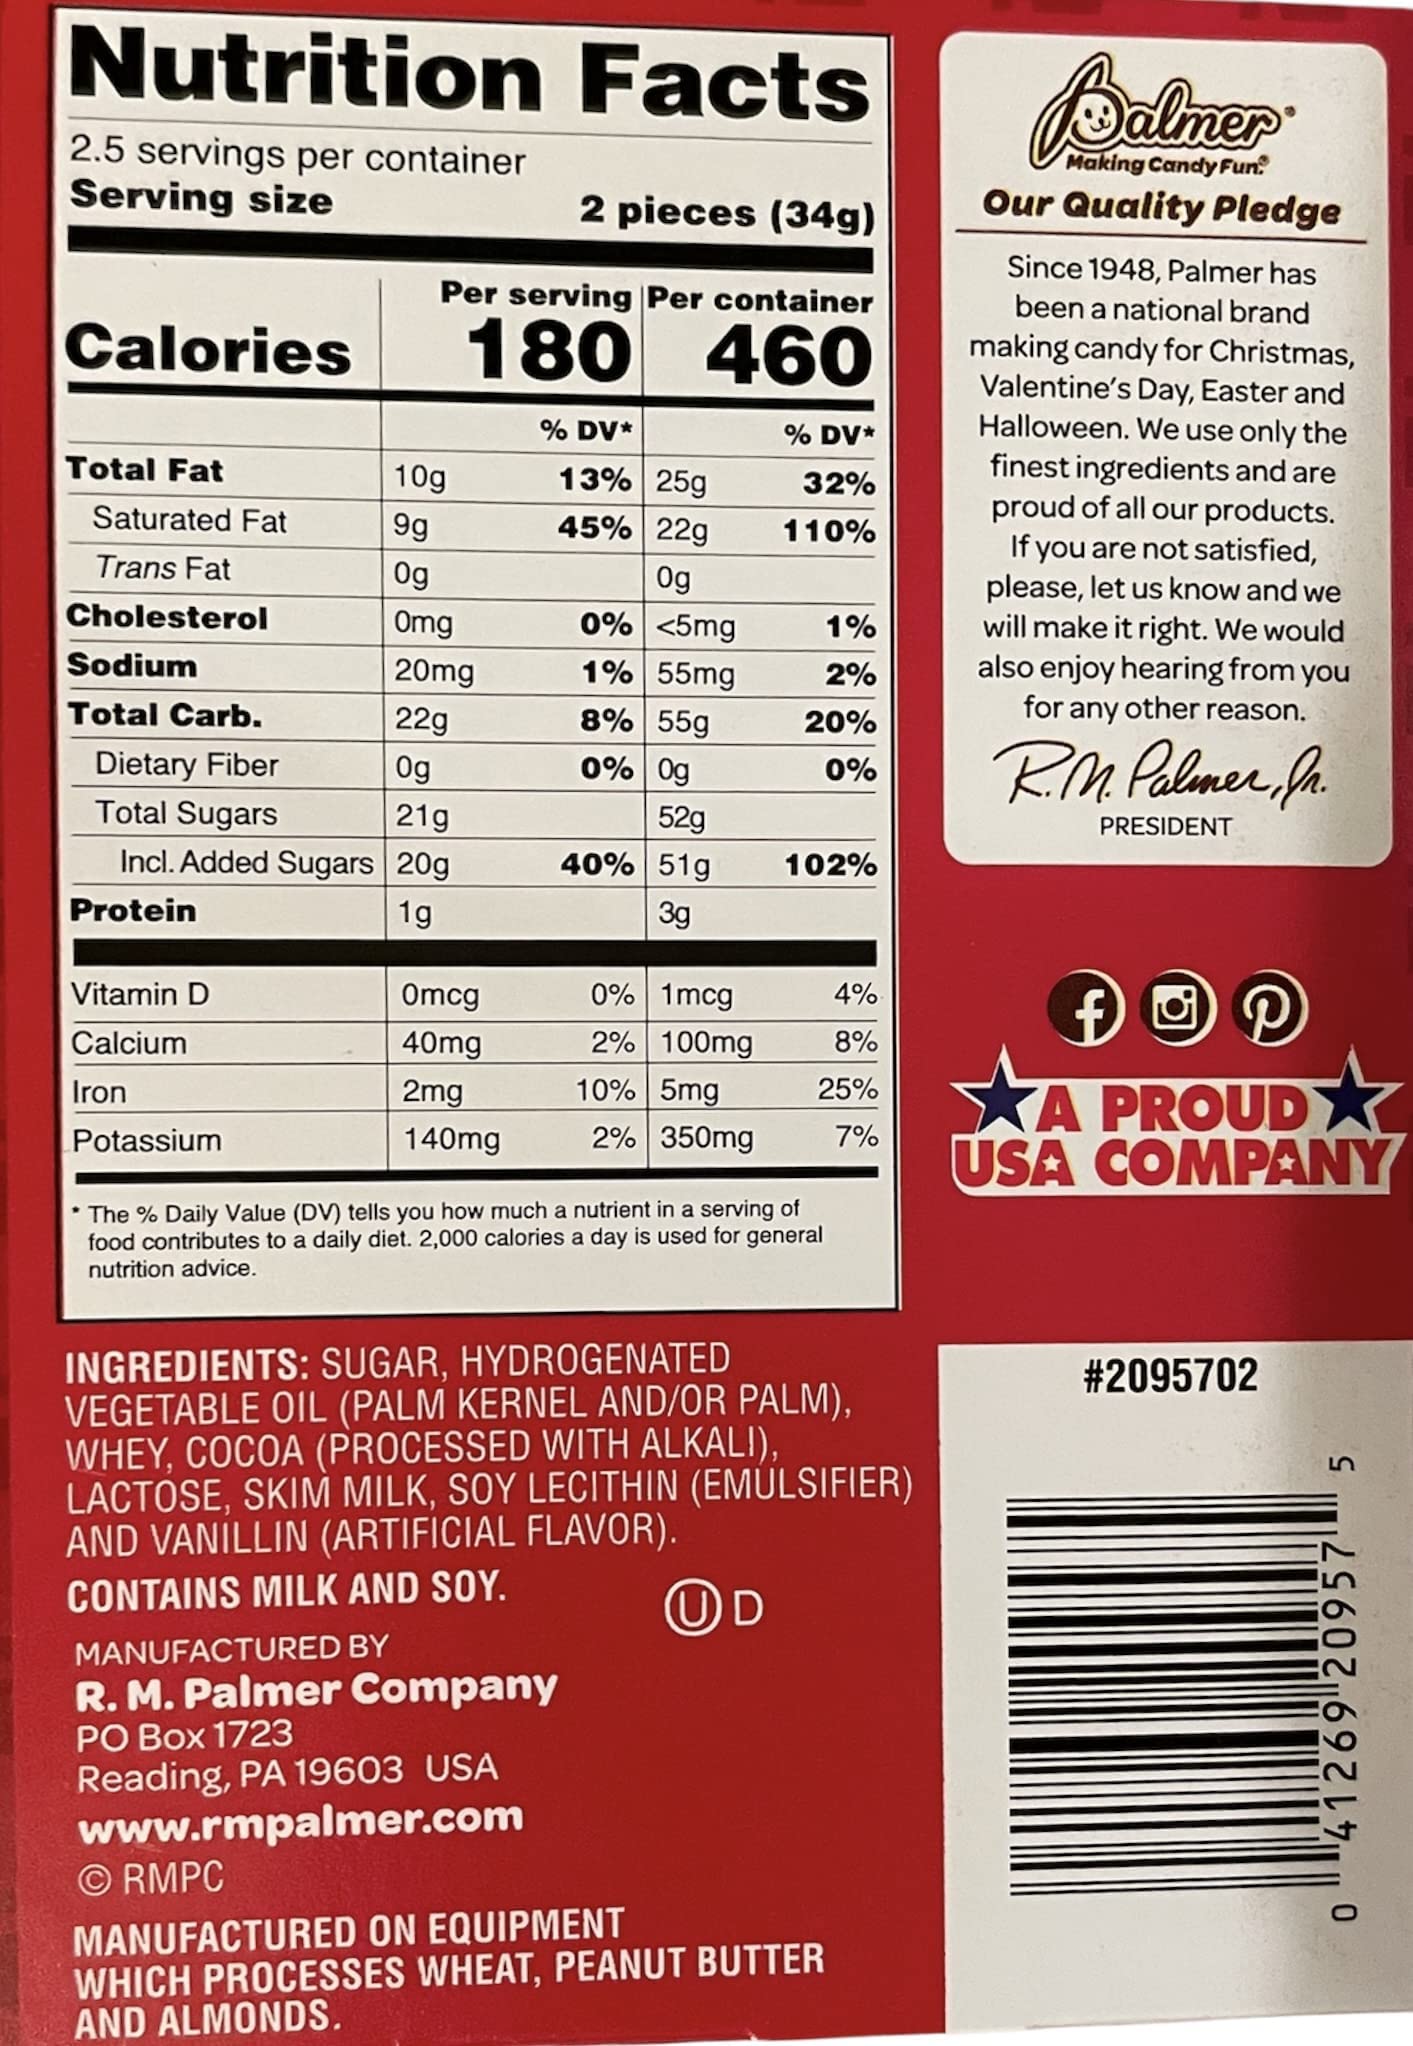 Nutrition Facts
2.5 servings per container
Serving size 2 pieces (34g)
Per serving Per container
Calories 180 460
% DV* % DV*
Total Fat 10g 13% 25g 32%
Saturated Fat 9g 45% 22g 110%
Trans Fat 0g 0g
Cholesterol 0mg 0% <5mg 1%
Sodium 20mg 1% 55mg 2%
Total Carb. 22g 8% 55g 20%
Dietary Fiber 0g 0% 0g 0%
Total Sugars 21g 52g
Incl. Added Sugars 20g 40% 51g 102%
Protein 1g 3g
Vitamin D 0mcg 0% 1mcg 4%
Calcium 40mg 2% 100mg 8%
Iron 2mg 10% 5mg 25%
Potassium 140mg 2% 350mg 7%
* The % Daily Value (DV) tells you how much a nutrient in a serving of
food contributes to a daily diet. 2,000 calories a day is used for general
nutrition advice.
INGREDIENTS: SUGAR, HYDROGENATED
VEGETABLE OIL (PALM KERNEL AND/OR PALM),
WHEY, COCOA (PROCESSED WITH ALKALI),
LACTOSE, SKIM MILK, SOY LECITHIN (EMULSIFIER)
AND VANILLIN (ARTIFICIAL FLAVOR).
CONTAINS MILK AND SOY.
Ⓤ D
MANUFACTURED BY
R. M. Palmer Company
PO Box 1723
Reading, PA 19603 USA
www.rmpalmer.com
© RMPC
MANUFACTURED ON EQUIPMENT
WHICH PROCESSES WHEAT, PEANUT BUTTER
AND ALMONDS.
Palmer®
Making Candy Fun.®
Our Quality Pledge
Since 1948, Palmer has
been a national brand
making candy for Christmas,
Valentine's Day, Easter and
Halloween. We use only the
finest ingredients and are
proud of all our products.
If you are not satisfied,
please, let us know and we
will make it right. We would
also enjoy hearing from you
for any other reason.
R.M. Palmer, Jr.
PRESIDENT
A PROUD
USA COMPANY
#2095702
0 41269 20957 5